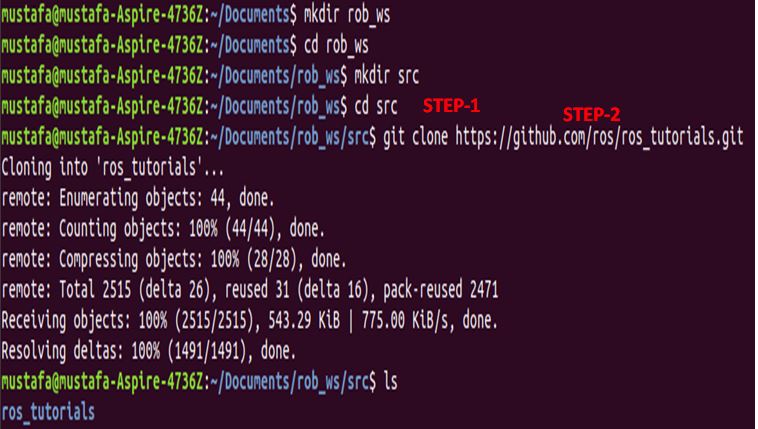 mustafa@mustafa-Aspire-4736Z:~/Documents$ mkdir rob_ws
mustafa@mustafa-Aspire-4736Z:~/Documents$ cd rob_ws
mustafa@mustafa-Aspire-4736Z:~/Documents/rob_ws$ mkdir src
mustafa@mustafa-Aspire-4736Z:~/Documents/rob_ws$ cd src STEP-1
STEP-2
mustafa@mustafa-Aspire-4736Z:~/Documents/rob_ws/src$ git clone https://github.com/ros/ros_tutorials.git
Cloning into 'ros_tutorials'...
remote: Enumerating objects: 44, done.
remote: Counting objects: 100% (44/44), done.
remote: Compressing objects: 100% (28/28), done.
remote: Total 2515 (delta 26), reused 31 (delta 16), pack-reused 2471
Receiving objects: 100% (2515/2515), 543.29 KiB | 775.00 KiB/s, done.
Resolving deltas: 100% (1491/1491), done.
mustafa@mustafa-Aspire-4736Z:~/Documents/rob_ws/src$ ls
ros_tutorials